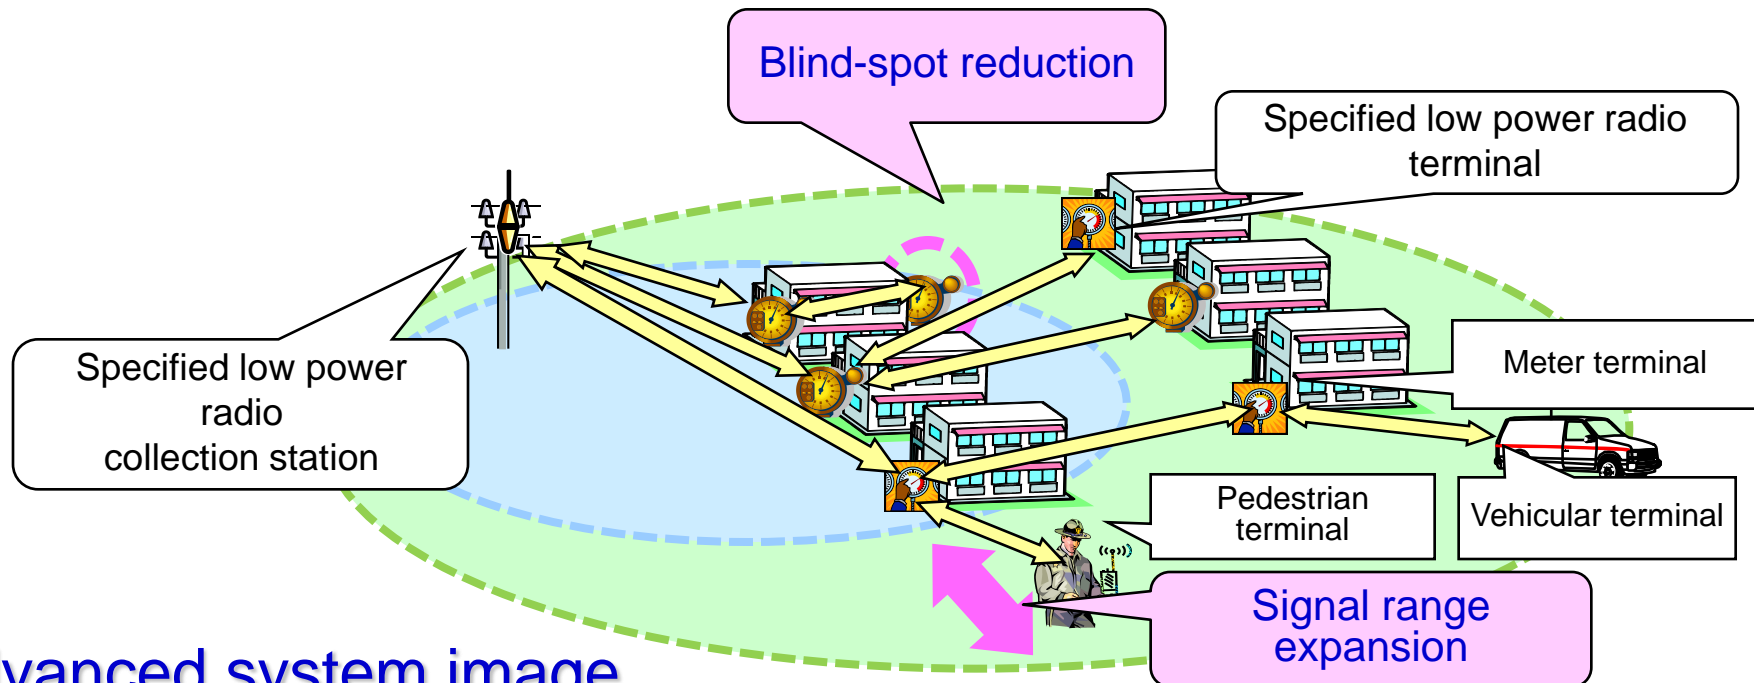 Blind-spot reduction
Specified low power radio
terminal
Specified low power
radio
collection station
Meter terminal
Pedestrian
terminal
Vehicular terminal
Signal range
expansion
system image